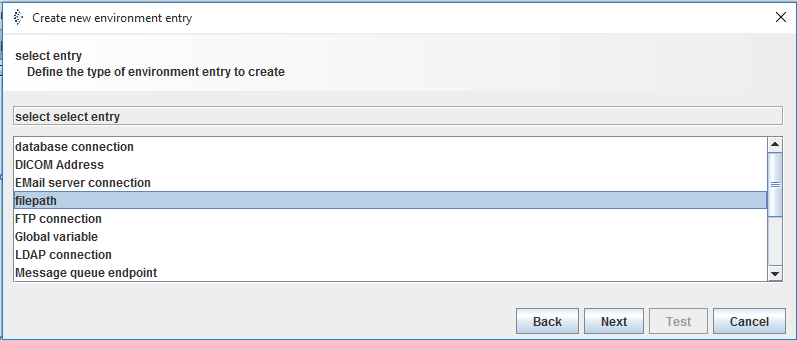 Create new environment entry
select entry
Define the type of environment entry to create
select select entry
database connection
DICOM Address
EMail server connection
filepath
FTP connection
Global variable
LDAP connection
Message queue endpoint
Back Next Test Cancel